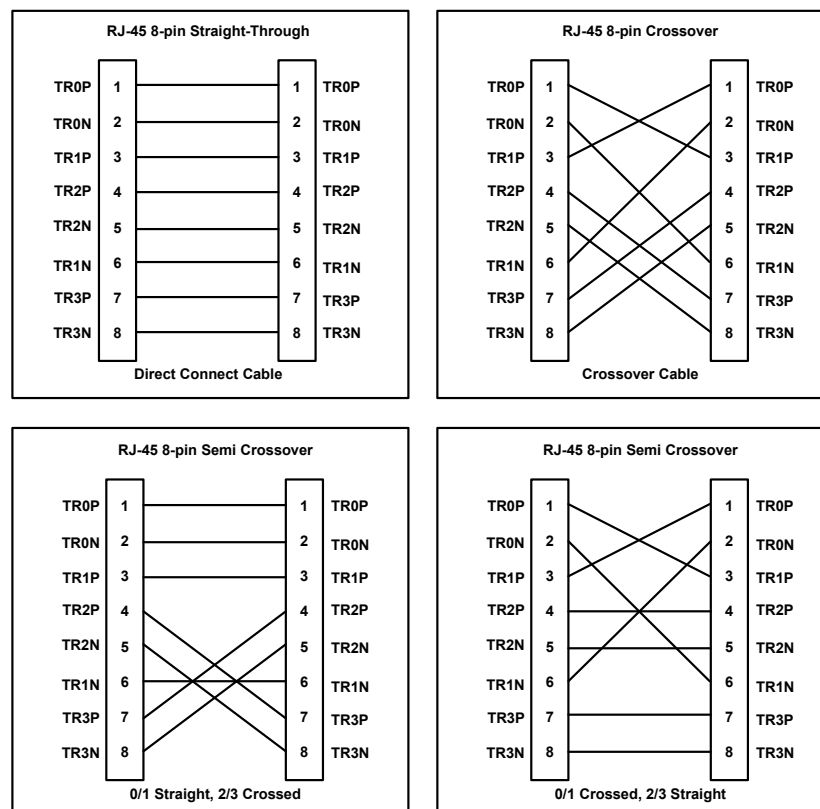 RJ-45 8-pin Straight-Through
TR0P 1 1 TR0P
TR0N 2 2 TR0N
TR1P 3 3 TR1P
TR2P 4 4 TR2P
TR2N 5 5 TR2N
TR1N 6 6 TR1N
TR3P 7 7 TR3P
TR3N 8 8 TR3N
Direct Connect Cable
RJ-45 8-pin Crossover
TR0P 1 1 TR0P
TR0N 2 2 TR0N
TR1P 3 3 TR1P
TR2P 4 4 TR2P
TR2N 5 5 TR2N
TR1N 6 6 TR1N
TR3P 7 7 TR3P
TR3N 8 8 TR3N
Crossover Cable
RJ-45 8-pin Semi Crossover
TR0P 1 1 TR0P
TR0N 2 2 TR0N
TR1P 3 3 TR1P
TR2P 4 4 TR2P
TR2N 5 5 TR2N
TR1N 6 6 TR1N
TR3P 7 7 TR3P
TR3N 8 8 TR3N
0/1 Straight, 2/3 Crossed
RJ-45 8-pin Semi Crossover
TR0P 1 1 TR0P
TR0N 2 2 TR0N
TR1P 3 3 TR1P
TR2P 4 4 TR2P
TR2N 5 5 TR2N
TR1N 6 6 TR1N
TR3P 7 7 TR3P
TR3N 8 8 TR3N
0/1 Crossed, 2/3 Straight